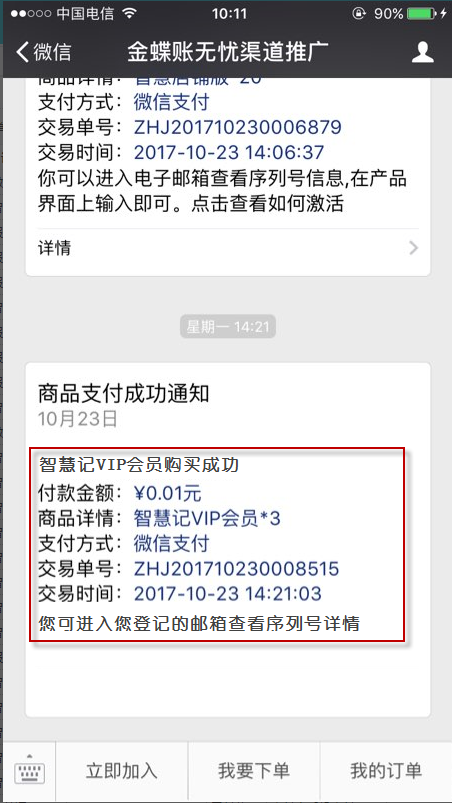 中国电信 10:11 90%
微信 金蝶账无忧渠道推广
商品详情：智慧店铺版*20
支付方式：微信支付
交易单号：ZHJ201710230006879
交易时间：2017-10-23 14:06:37
你可以进入电子邮箱查看序列号信息,在产品
界面上输入即可。点击查看如何激活
详情
星期一 14:21
商品支付成功通知
10月23日
智慧记VIP会员购买成功
付款金额：¥0.01元
商品详情：智慧记VIP会员*3
支付方式：微信支付
交易单号：ZHJ201710230008515
交易时间：2017-10-23 14:21:03
您可进入您登记的邮箱查看序列号详情
立即加入 我要下单 我的订单